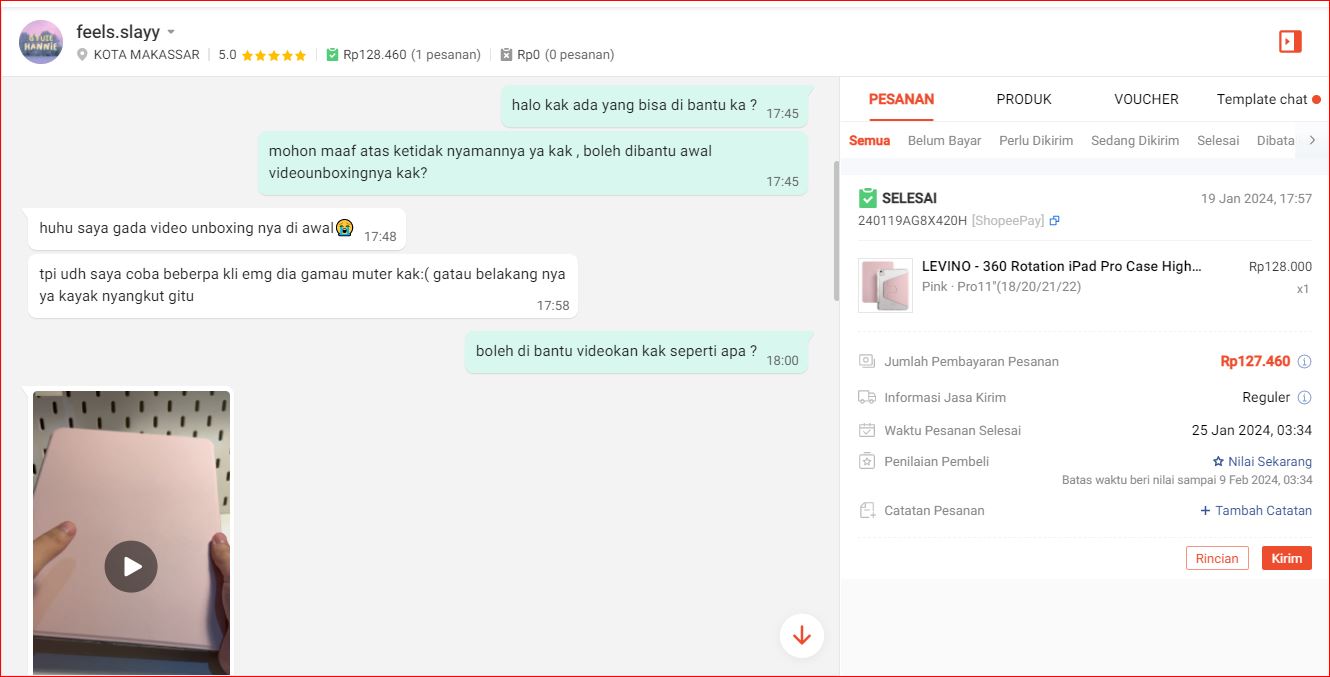 feels.slayy
KOTA MAKASSAR
5.0
Rp128.460 (1 pesanan)
Rp0 (0 pesanan)
halo kak ada yang bisa di bantu ka ?
17:45
mohon maaf atas ketidak nyamannya ya kak , boleh dibantu awal
videounboxingnya kak?
17:45
huhu saya gada video unboxing nya di awal😭
17:48
tpi udh saya coba beberpa kli emg dia gamau muter kak:( gatau belakang nya
ya kayak nyangkut gitu
17:58
boleh di bantu videokan kak seperti apa ?
18:00
PESANAN
PRODUK
VOUCHER
Template chat
Semua
Belum Bayar
Perlu Dikirim
Sedang Dikirim
Selesai
Dibata
SELESAI
19 Jan 2024, 17:57
240119AG8X420H [ShopeePay]
LEVINO - 360 Rotation iPad Pro Case High...
Rp128.000
Pink · Pro11"(18/20/21/22)
x1
Jumlah Pembayaran Pesanan
Rp127.460
Informasi Jasa Kirim
Reguler
Waktu Pesanan Selesai
25 Jan 2024, 03:34
Penilaian Pembeli
Nilai Sekarang
Batas waktu beri nilai sampai 9 Feb 2024, 03:34
Catatan Pesanan
+ Tambah Catatan
Rincian
Kirim